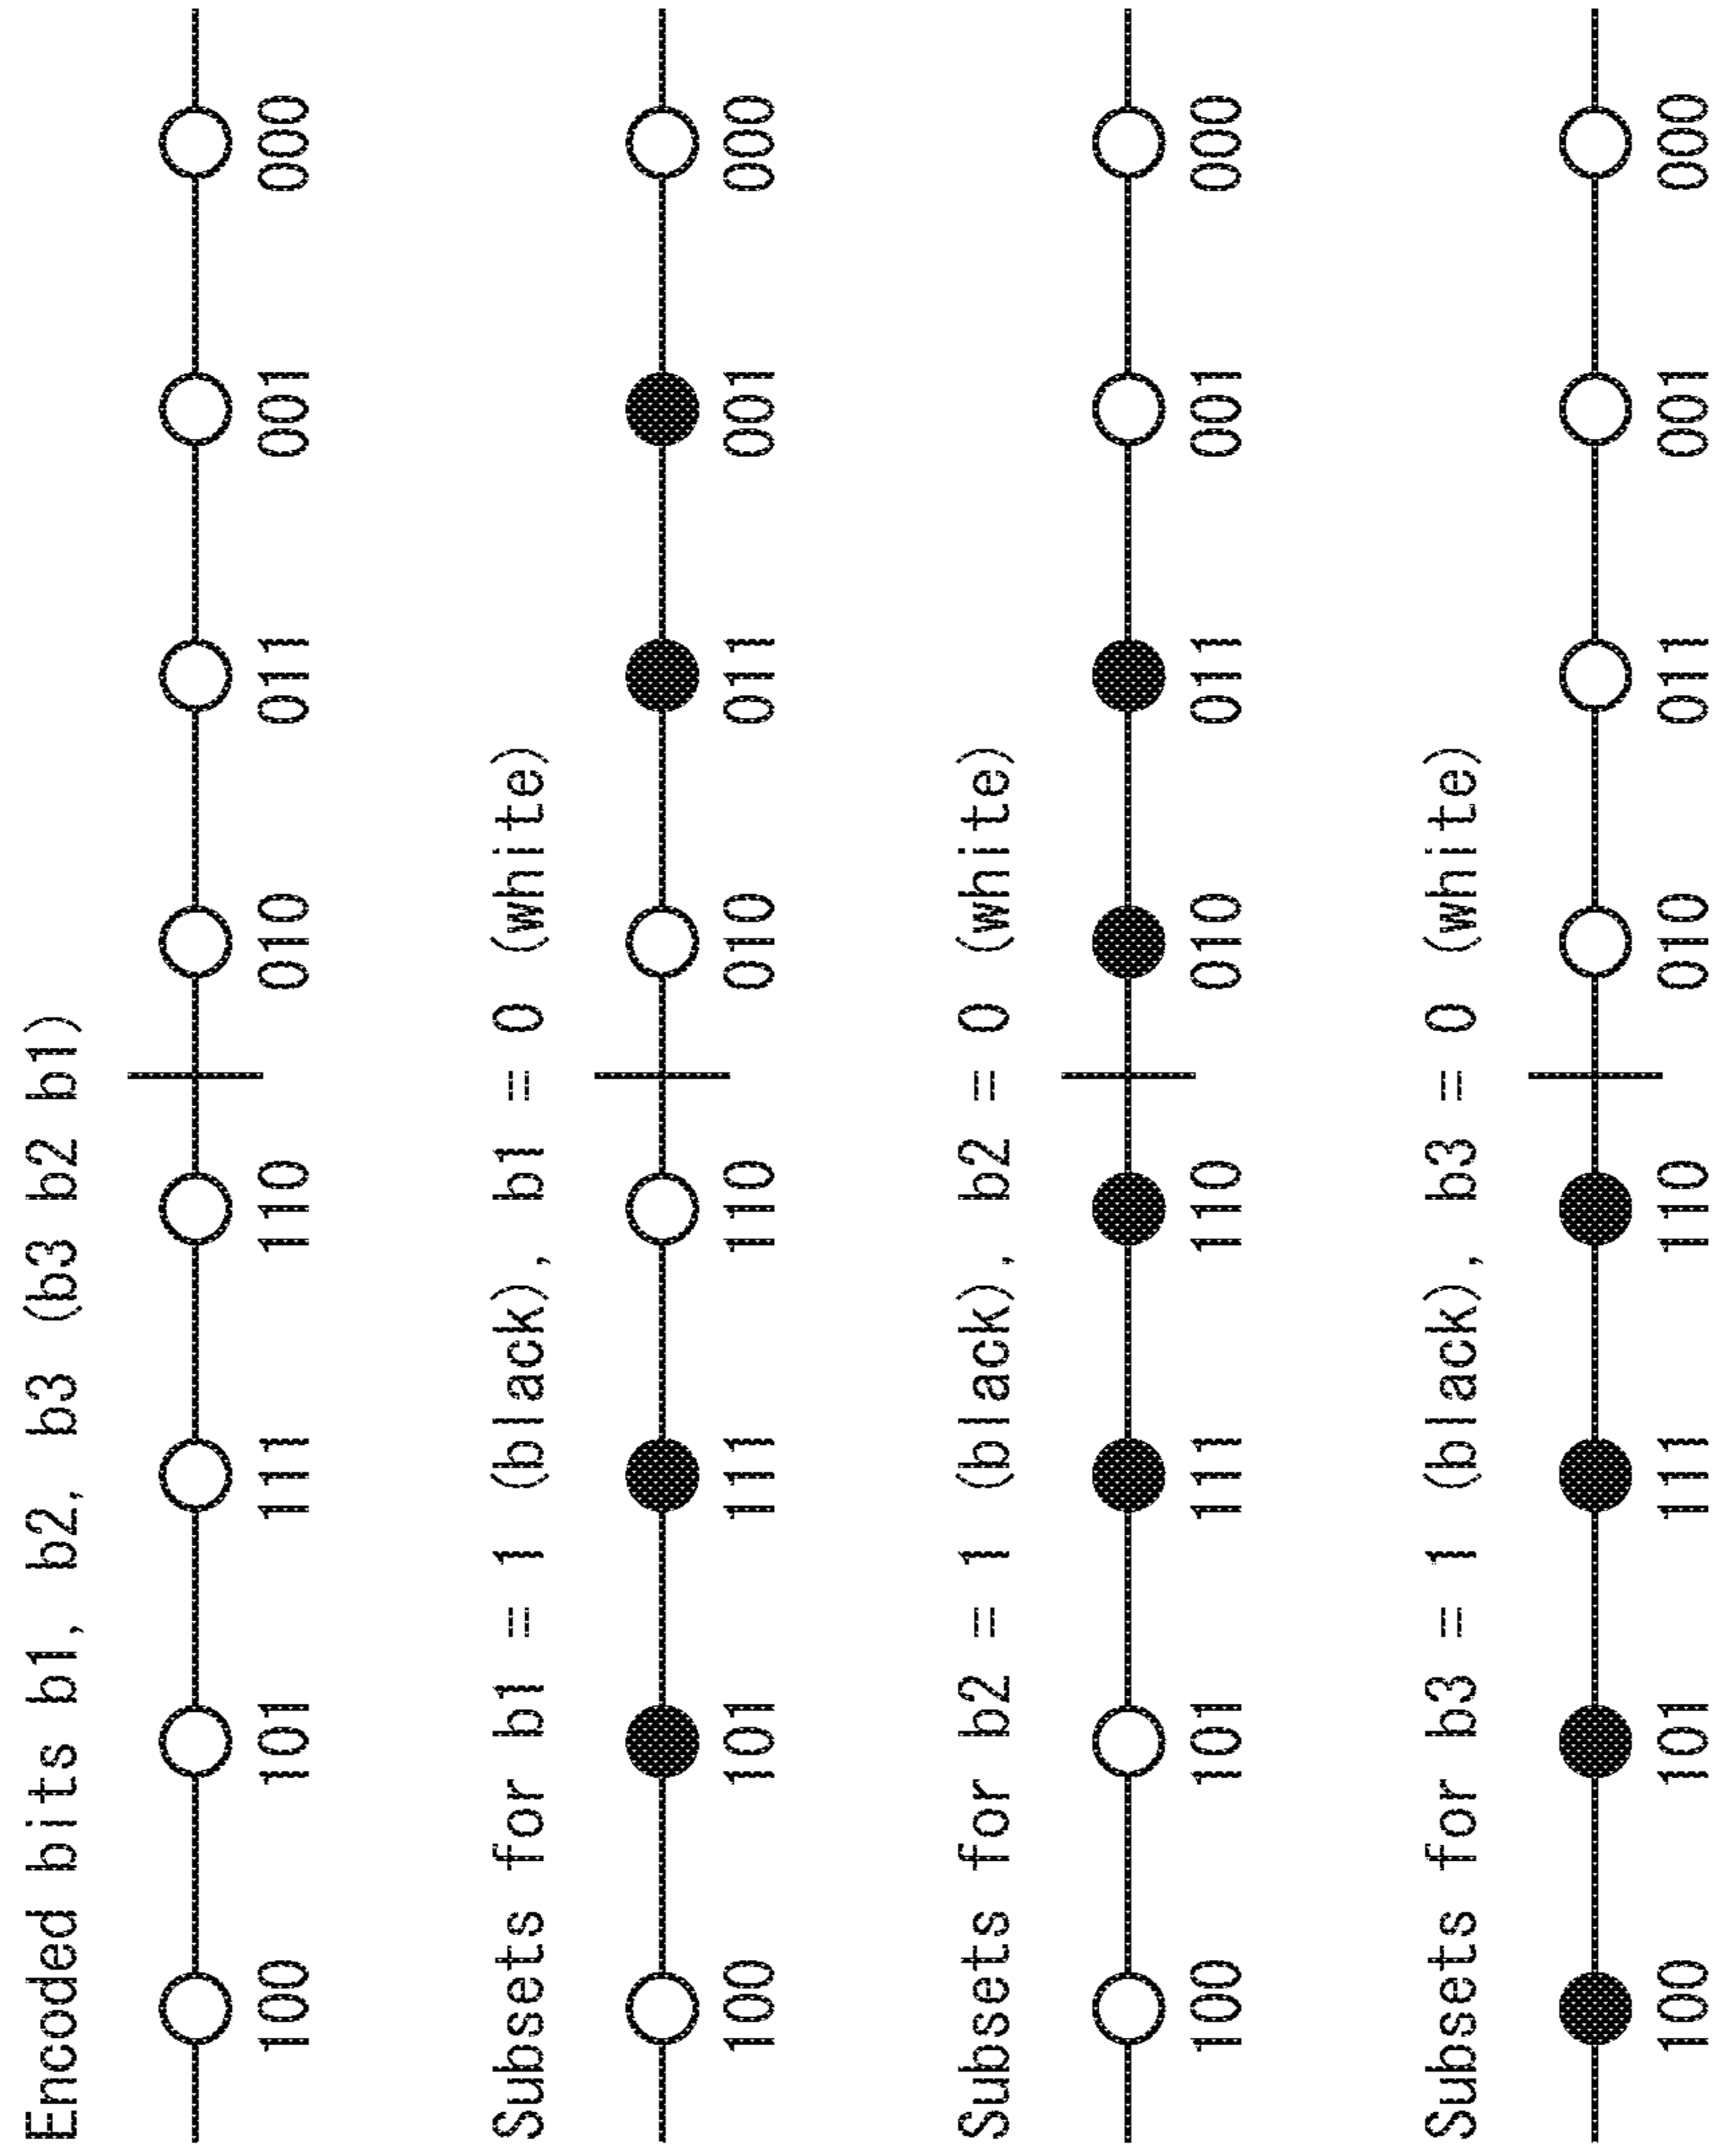 Encoded bits b1, b2, b3 (b3 b2 b1)
100 101 111 110 010 011 001 000
Subsets for b1 = 1 (black), b1 = 0 (white)
100 101 111 110 010 011 001 000
Subsets for b2 = 1 (black), b2 = 0 (white)
100 101 111 110 010 011 001 000
Subsets for b3 = 1 (black), b3 = 0 (white)
100 101 111 110 010 011 001 000